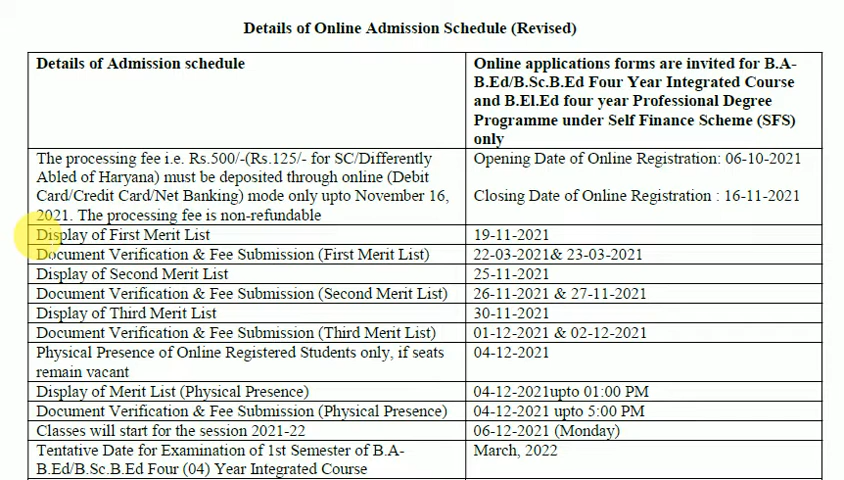 Details of Online Admission Schedule (Revised)
Details of Admission schedule
Online applications forms are invited for B.A-
B.Ed/B.Sc.B.Ed Four Year Integrated Course
and B.El.Ed four year Professional Degree
Programme under Self Finance Scheme (SFS)
only
The processing fee i.e. Rs.500/-(Rs.125/- for SC/Differently
Abled of Haryana) must be deposited through online (Debit
Card/Credit Card/Net Banking) mode only upto November 16,
2021. The processing fee is non-refundable
Opening Date of Online Registration: 06-10-2021
Closing Date of Online Registration : 16-11-2021
Display of First Merit List
19-11-2021
Document Verification & Fee Submission (First Merit List)
22-03-2021& 23-03-2021
Display of Second Merit List
25-11-2021
Document Verification & Fee Submission (Second Merit List)
26-11-2021 & 27-11-2021
Display of Third Merit List
30-11-2021
Document Verification & Fee Submission (Third Merit List)
01-12-2021 & 02-12-2021
Physical Presence of Online Registered Students only, if seats
remain vacant
04-12-2021
Display of Merit List (Physical Presence)
04-12-2021upto 01:00 PM
Document Verification & Fee Submission (Physical Presence)
04-12-2021 upto 5:00 PM
Classes will start for the session 2021-22
06-12-2021 (Monday)
Tentative Date for Examination of 1st Semester of B.A-
B.Ed/B.Sc.B.Ed Four (04) Year Integrated Course
March, 2022